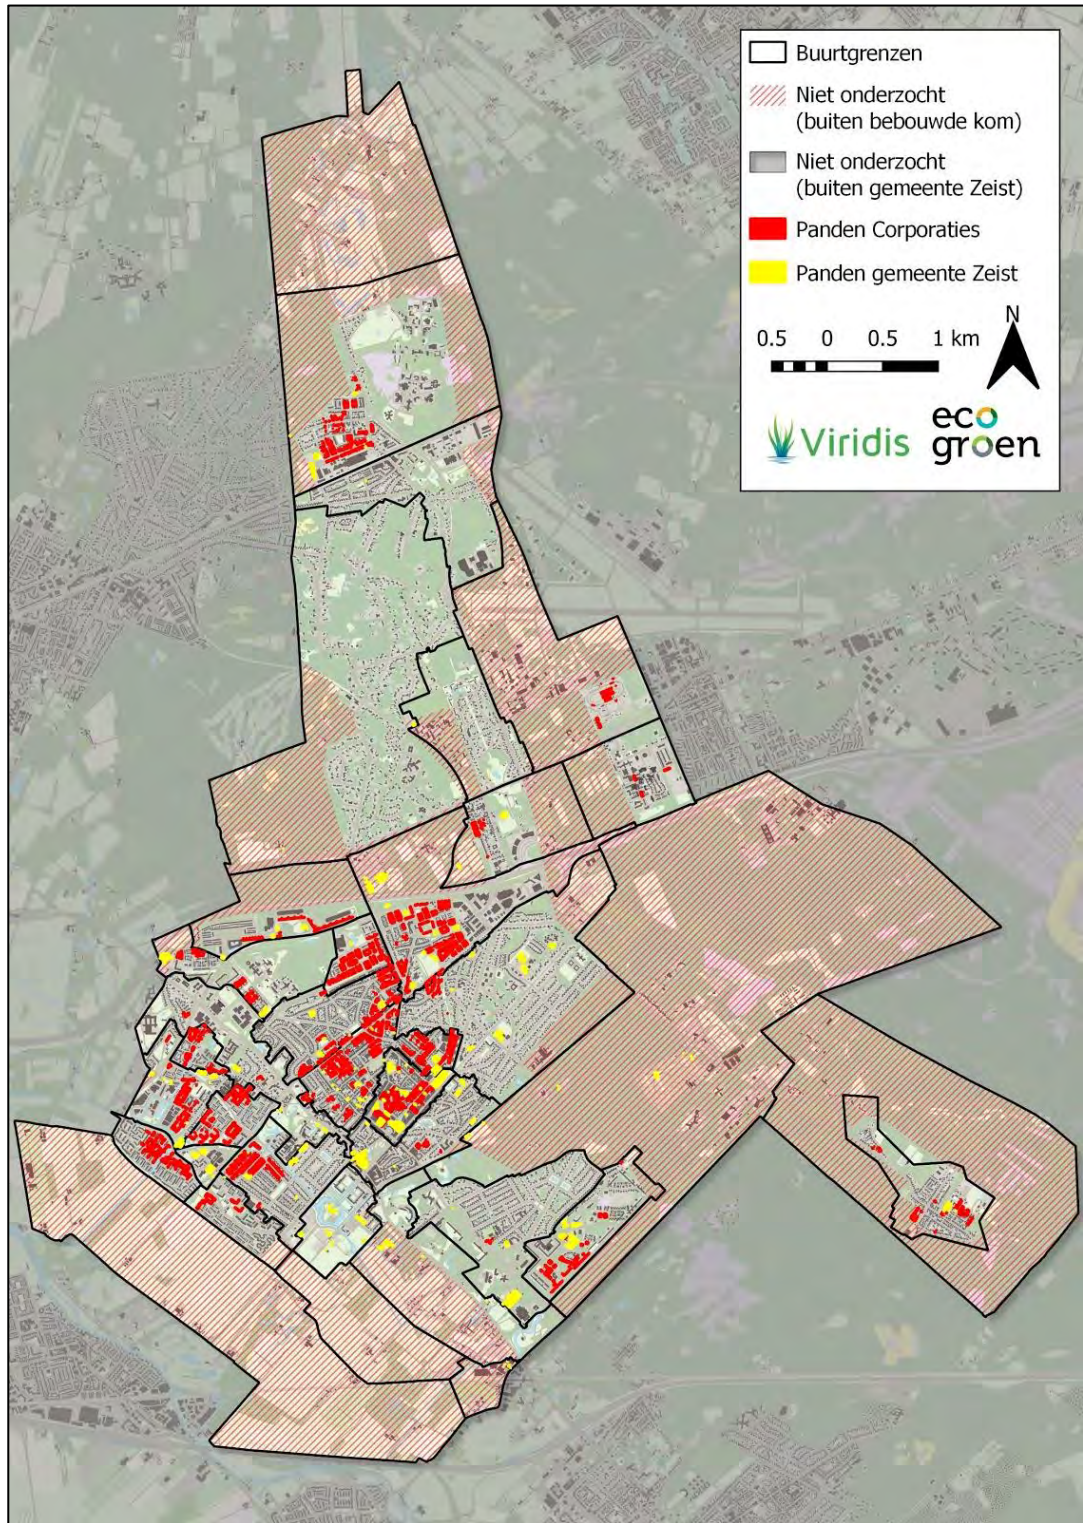 Buurtgrenzen
Niet onderzocht
(buiten bebouwde kom)
Niet onderzocht
(buiten gemeente Zeist)
Panden Corporaties
Panden gemeente Zeist
N
0.5 0 0.5 1 km
Viridis
eco
groen